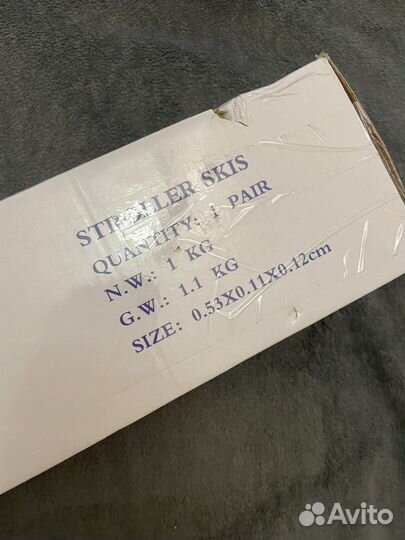 STROLLER SKIS
QUANTITY: 1 PAIR
N.W.: 1 KG
G.W.: 1.1 KG
SIZE: 0.53X0.11X0.12cm
Avito